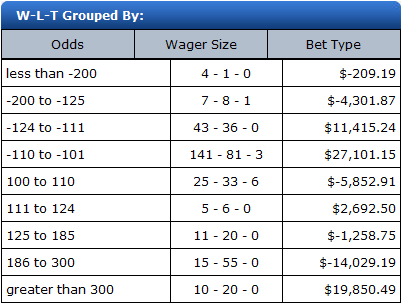 W-L-T Grouped By:
Odds Wager Size Bet Type
less than -200 4 - 1 - 0 $-209.19
-200 to -125 7 - 8 - 1 $-4,301.87
-124 to -111 43 - 36 - 0 $11,415.24
-110 to -101 141 - 81 - 3 $27,101.15
100 to 110 25 - 33 - 6 $-5,852.91
111 to 124 5 - 6 - 0 $2,692.50
125 to 185 11 - 20 - 0 $-1,258.75
186 to 300 15 - 55 - 0 $-14,029.19
greater than 300 10 - 20 - 0 $19,850.49